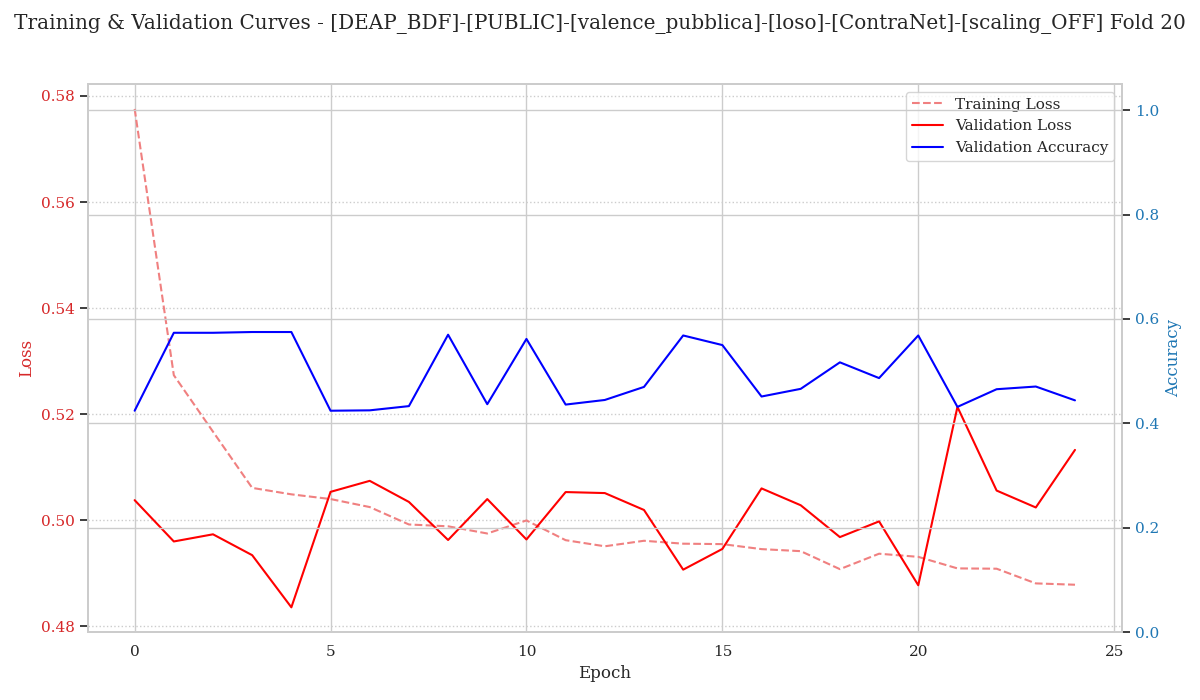 Training & Validation Curves - [DEAP_BDF]-[PUBLIC]-[valence_pubblica]-[loso]-[ContraNet]-[scaling_OFF] Fold 20
Training Loss
Validation Loss
Validation Accuracy
0.58
0.56
0.54
0.52
0.50
0.48
Loss
1.0
0.8
0.6
0.4
0.2
0.0
Accuracy
0 5 10 15 20 25
Epoch